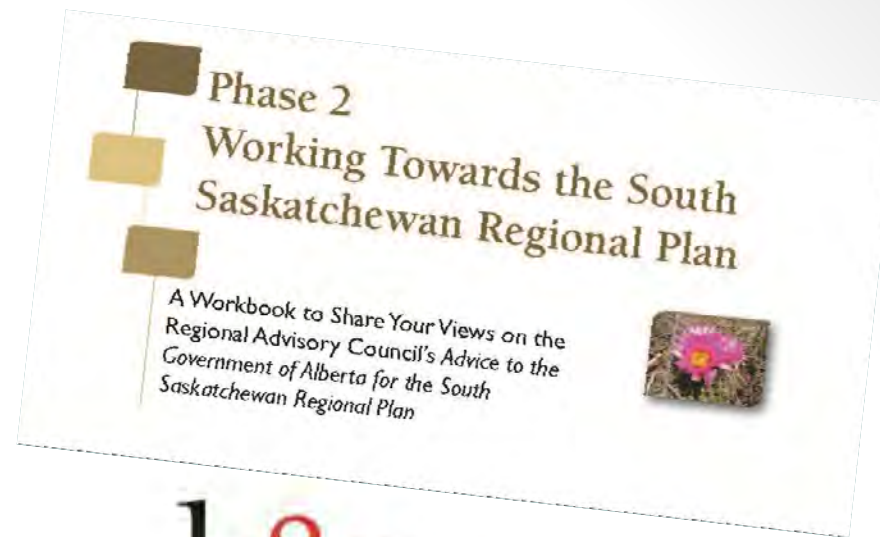 Phase 2
Working Towards the South
Saskatchewan Regional Plan
A Workbook to Share Your Views on the
Regional Advisory Council's Advice to the
Government of Alberta for the South
Saskatchewan Regional Plan